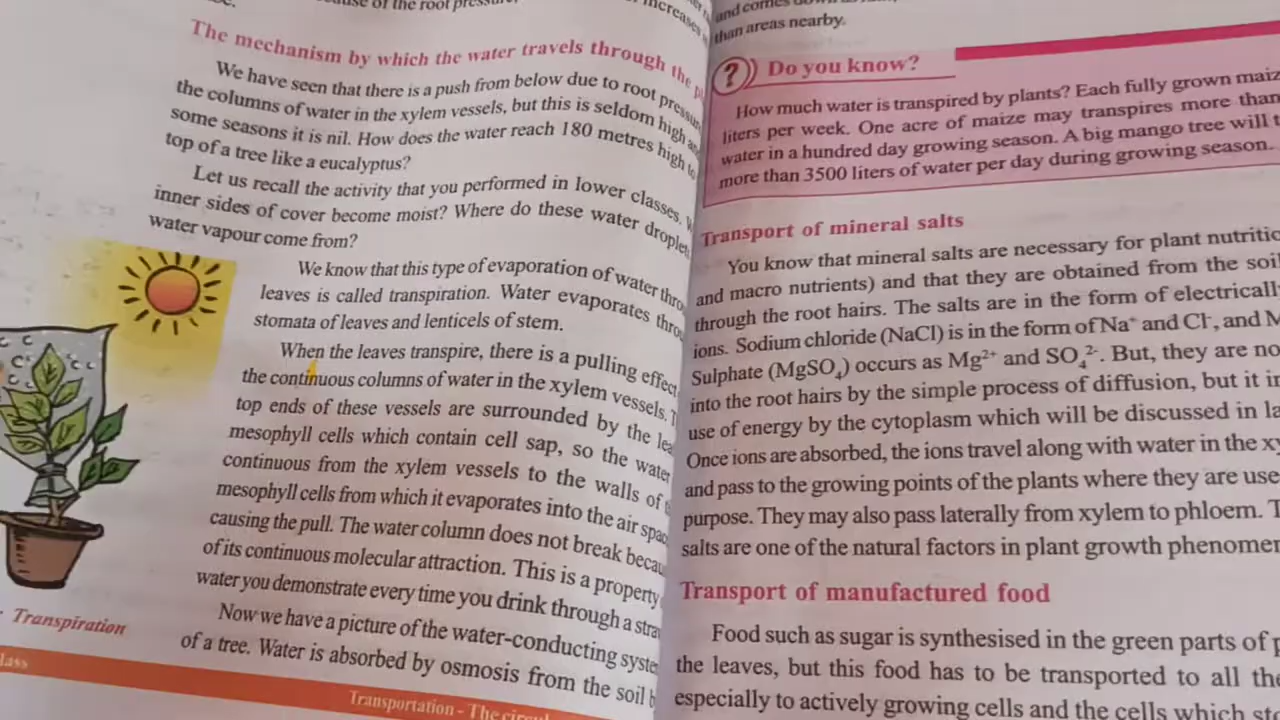 of the root pressure.
The mechanism by which the water travels through the
We have seen that there is a push from below due to root
the columns of water in the xylem vessels, but this is seldom high
some seasons it is nil. How does the water reach 180 metres high to
top of a tree like a eucalyptus?
Let us recall the activity that you performed in lower classes.
inner sides of cover become moist? Where do these water
water vapour come from?
We know that this type of evaporation of water
leaves is called transpiration. Water evaporates
stomata of leaves and lenticels of stem.
When the leaves transpire, there is a pulling effect
the continuous columns of water in the xylem vessels.
top ends of these vessels are surrounded by the
mesophyll cells which contain cell sap, so the water
continuous from the xylem vessels to the walls of
mesophyll cells from which it evaporates into the air
causing the pull. The water column does not break
of its continuous molecular attraction. This is a property
water you demonstrate every time you drink through a
Now we have a picture of the water-conducting
of a tree. Water is absorbed by osmosis from the soil
Transpiration
Transportation - The
increases
and comes
than areas nearby.
? Do you know?
How much water is transpired by plants? Each fully grown
liters per week. One acre of maize may transpires more than
water in a hundred day growing season. A big mango tree will
more than 3500 liters of water per day during growing season.
Transport of mineral salts
You know that mineral salts are necessary for plant
and macro nutrients) and that they are obtained from the soil
through the root hairs. The salts are in the form of
ions. Sodium chloride (NaCl) is in the form of Na⁺ and Cl⁻, and
Sulphate (MgSO₄) occurs as Mg²⁺ and SO₄²⁻. But, they are
into the root hairs by the simple process of diffusion, but it
use of energy by the cytoplasm which will be discussed in
Once ions are absorbed, the ions travel along with water in the
and pass to the growing points of the plants where they are
purpose. They may also pass laterally from xylem to phloem.
salts are one of the natural factors in plant growth
Transport of manufactured food
Food such as sugar is synthesised in the green parts of
the leaves, but this food has to be transported to all
especially to actively growing cells and the cells which